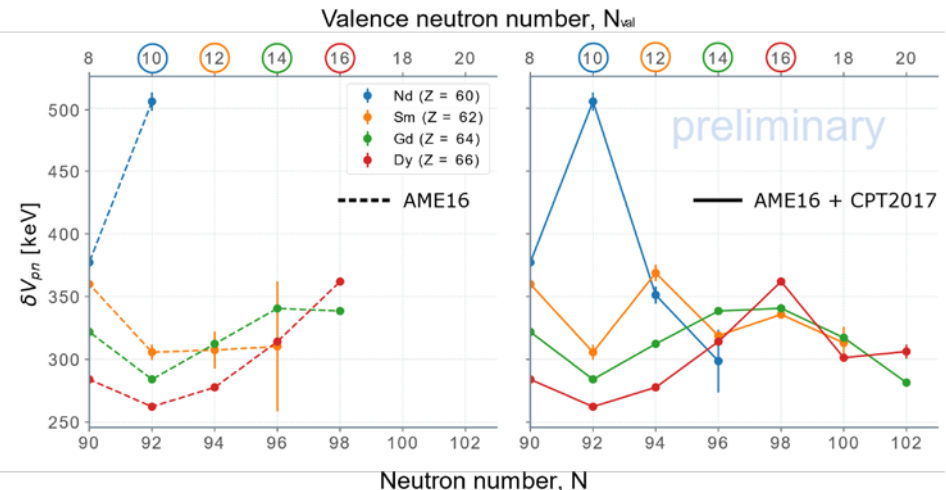 Valence neutron number, Nval
8 10 12 14 16 18 20
8 10 12 14 16 18 20
500
450
400
350
300
250
δVpn [keV]
Nd (Z = 60)
Sm (Z = 62)
Gd (Z = 64)
Dy (Z = 66)
AME16
preliminary
AME16 + CPT2017
90 92 94 96 98 100 102
90 92 94 96 98 100 102
Neutron number, N